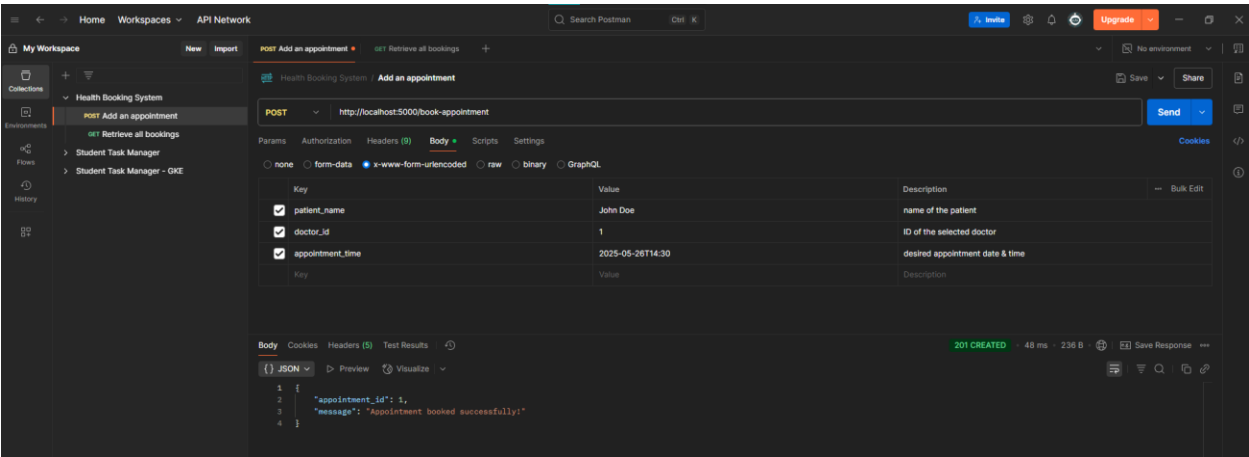 Home Workspaces API Network Search Postman Ctrl K Invite Upgrade
My Workspace New Import POST Add an appointment GET Retrieve all bookings No environment
Collections
Environments
Flows
History
Health Booking System
POST Add an appointment
GET Retrieve all bookings
Student Task Manager
Student Task Manager - GKE
Health Booking System / Add an appointment Save Share
POST http://localhost:5000/book-appointment Send
Params Authorization Headers (9) Body Scripts Settings Cookies
none form-data x-www-form-urlencoded raw binary GraphQL
Key Value Description Bulk Edit
patient_name John Doe name of the patient
doctor_id 1 ID of the selected doctor
appointment_time 2025-05-26T14:30 desired appointment date & time
Key Value Description
Body Cookies Headers (5) Test Results 201 CREATED 48 ms 236 B Save Response
{} JSON Preview Visualize
1 {
2 "appointment_id": 1,
3 "message": "Appointment booked successfully!"
4 }